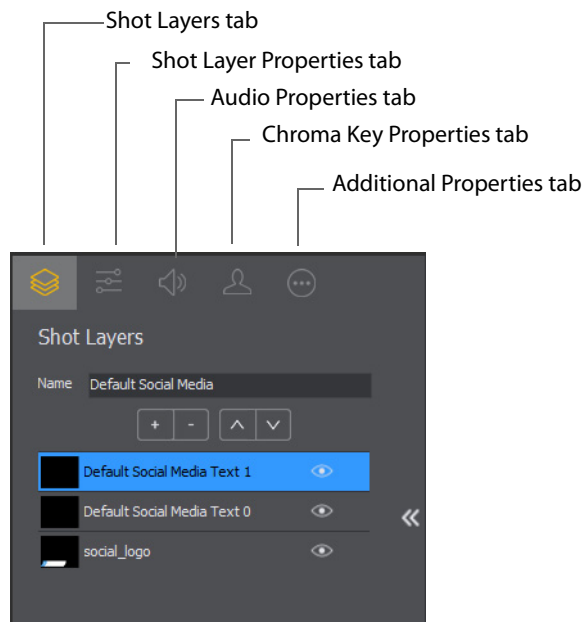 Shot Layers tab
Shot Layer Properties tab
Audio Properties tab
Chroma Key Properties tab
Additional Properties tab
Shot Layers
Name Default Social Media
+ -
Default Social Media Text 1
Default Social Media Text 0
social_logo